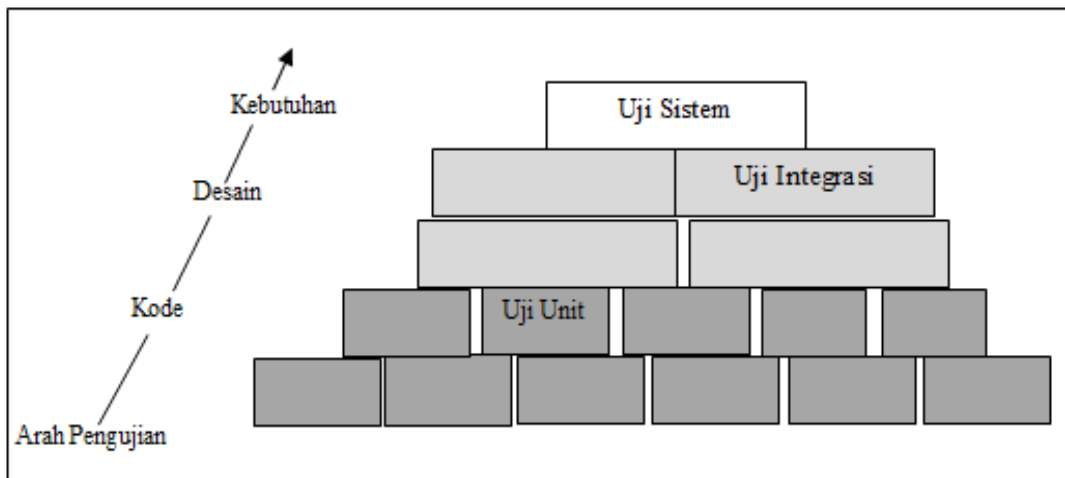 Kebutuhan
Uji Sistem
Desain
Uji Integrasi
Kode
Uji Unit
Arah Pengujian